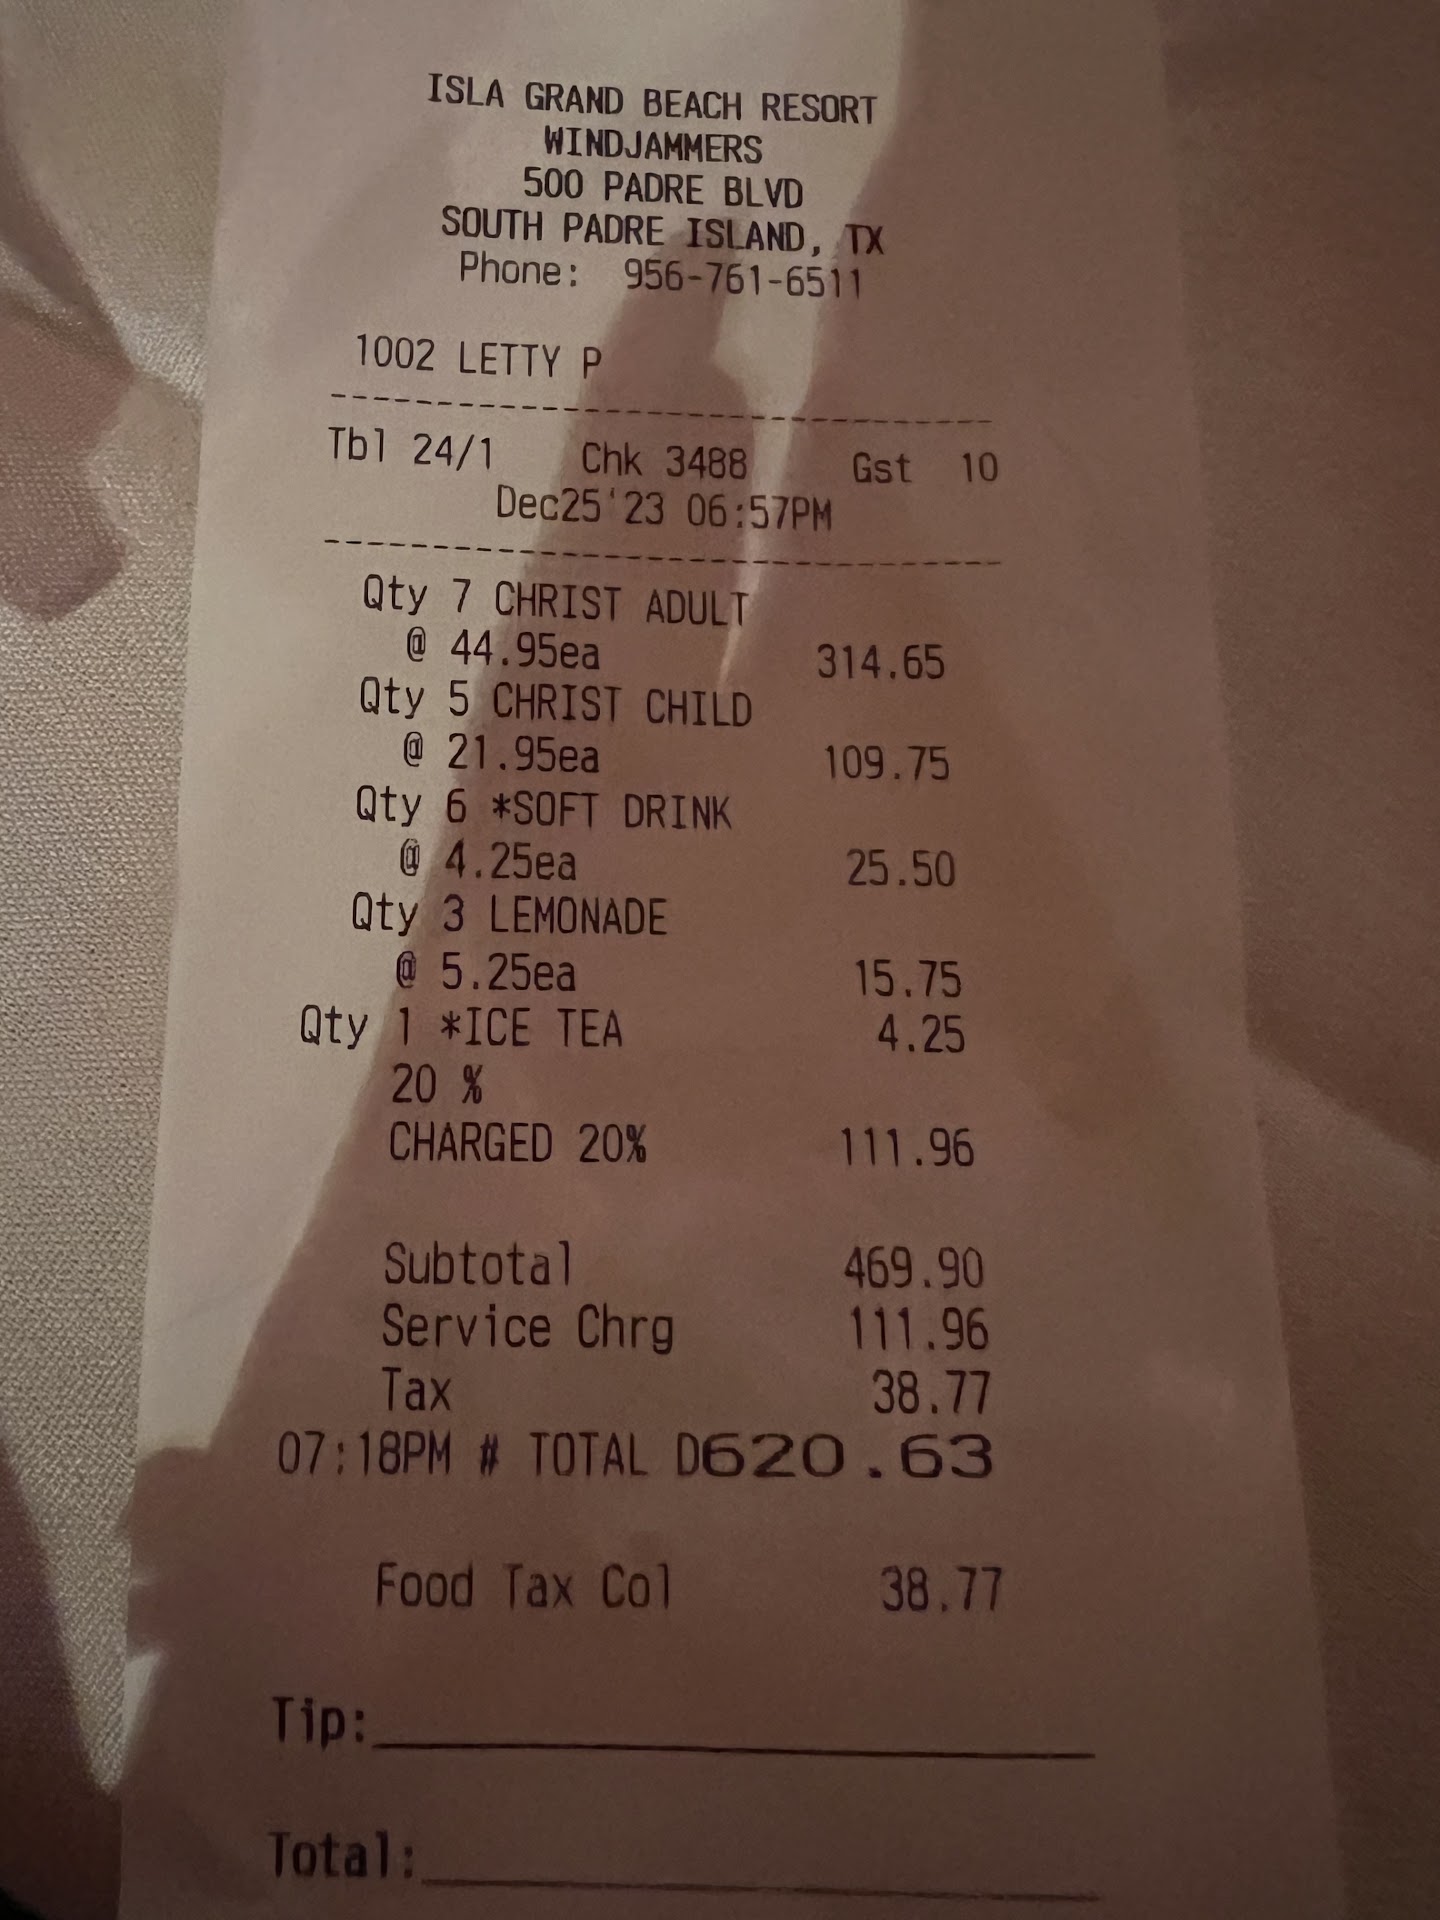 ISLA GRAND BEACH RESORT
WINDJAMMERS
500 PADRE BLVD
SOUTH PADRE ISLAND, TX
Phone: 956-761-6511
1002 LETTY P
Tbl 24/1 Chk 3488 Gst 10
Dec25'23 06:57PM
Qty 7 CHRIST ADULT
@ 44.95ea 314.65
Qty 5 CHRIST CHILD
@ 21.95ea 109.75
Qty 6 *SOFT DRINK
@ 4.25ea 25.50
Qty 3 LEMONADE
@ 5.25ea 15.75
Qty 1 *ICE TEA 4.25
20 %
CHARGED 20% 111.96
Subtotal 469.90
Service Chrg 111.96
Tax 38.77
07:18PM # TOTAL D620.63
Food Tax Col 38.77
Tip:
Total: